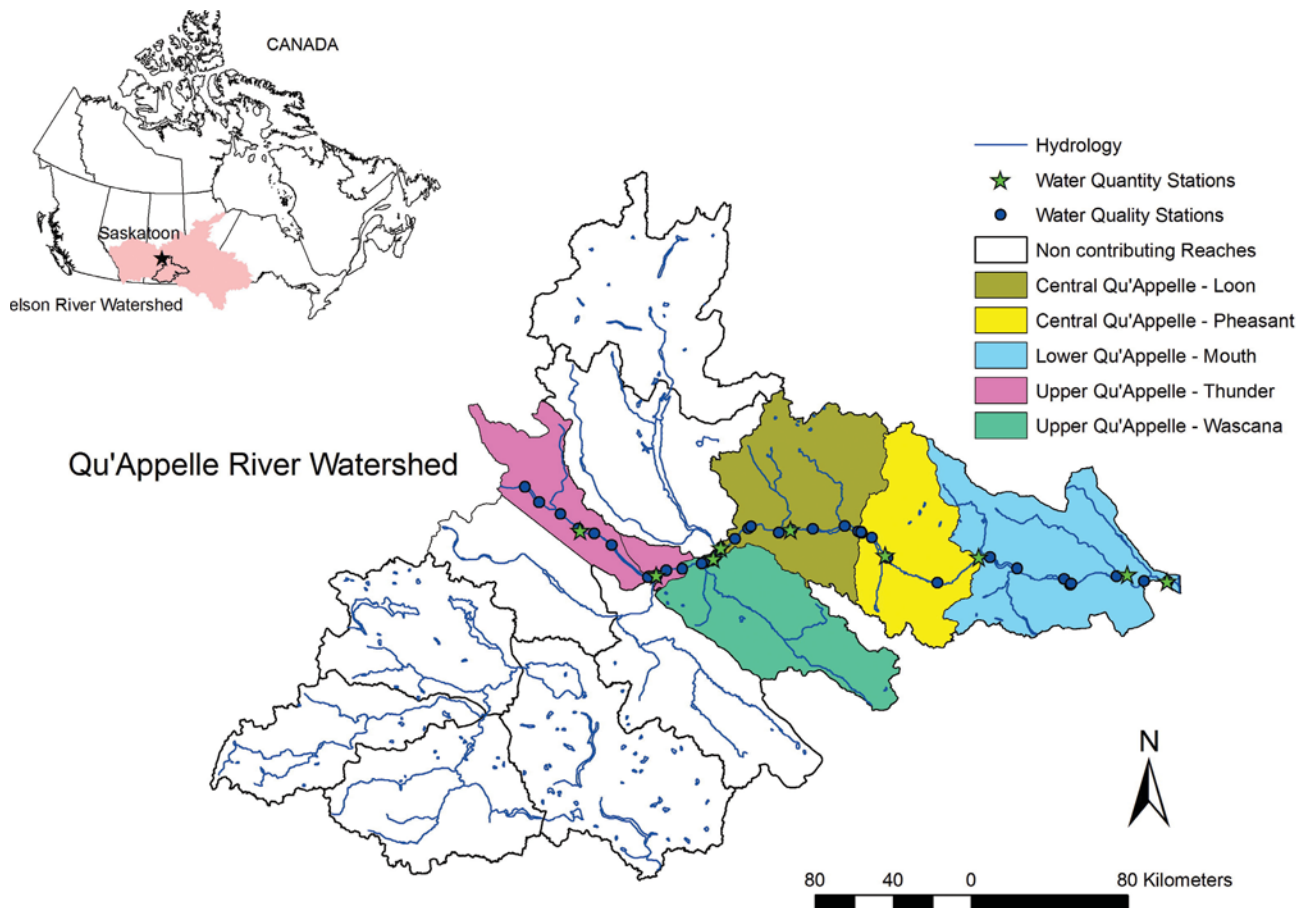 CANADA
Saskatoon
elson River Watershed
Hydrology
Water Quantity Stations
Water Quality Stations
Non contributing Reaches
Central Qu'Appelle - Loon
Central Qu'Appelle - Pheasant
Lower Qu'Appelle - Mouth
Upper Qu'Appelle - Thunder
Upper Qu'Appelle - Wascana
Qu'Appelle River Watershed
N
80 40 0 80 Kilometers